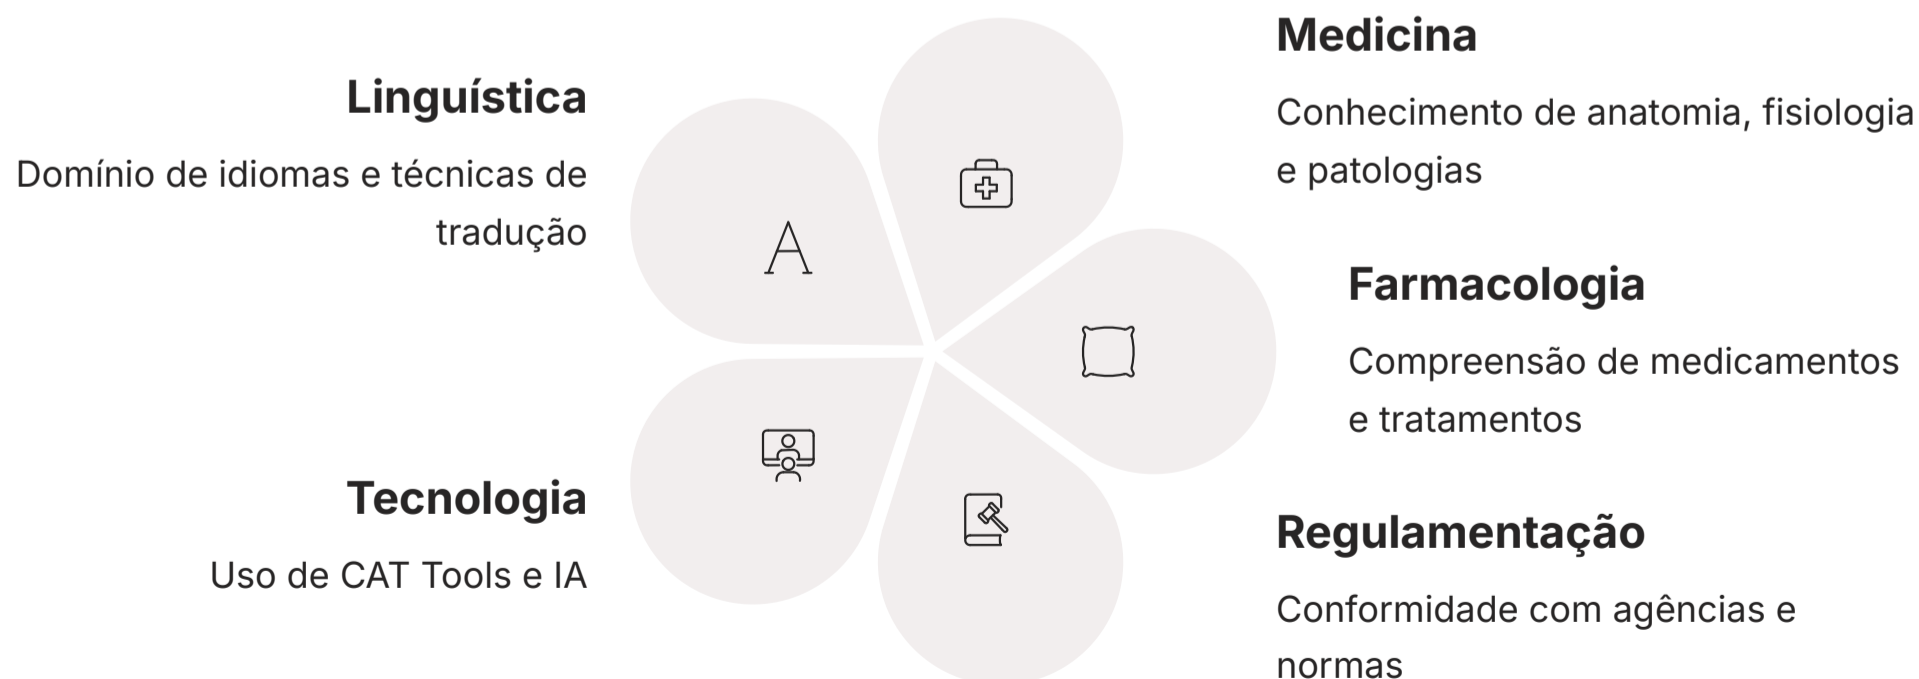 Linguística
Domínio de idiomas e técnicas de
tradução
Medicina
Conhecimento de anatomia, fisiologia
e patologias
Farmacologia
Compreensão de medicamentos
e tratamentos
Tecnologia
Uso de CAT Tools e IA
Regulamentação
Conformidade com agências e
normas
A